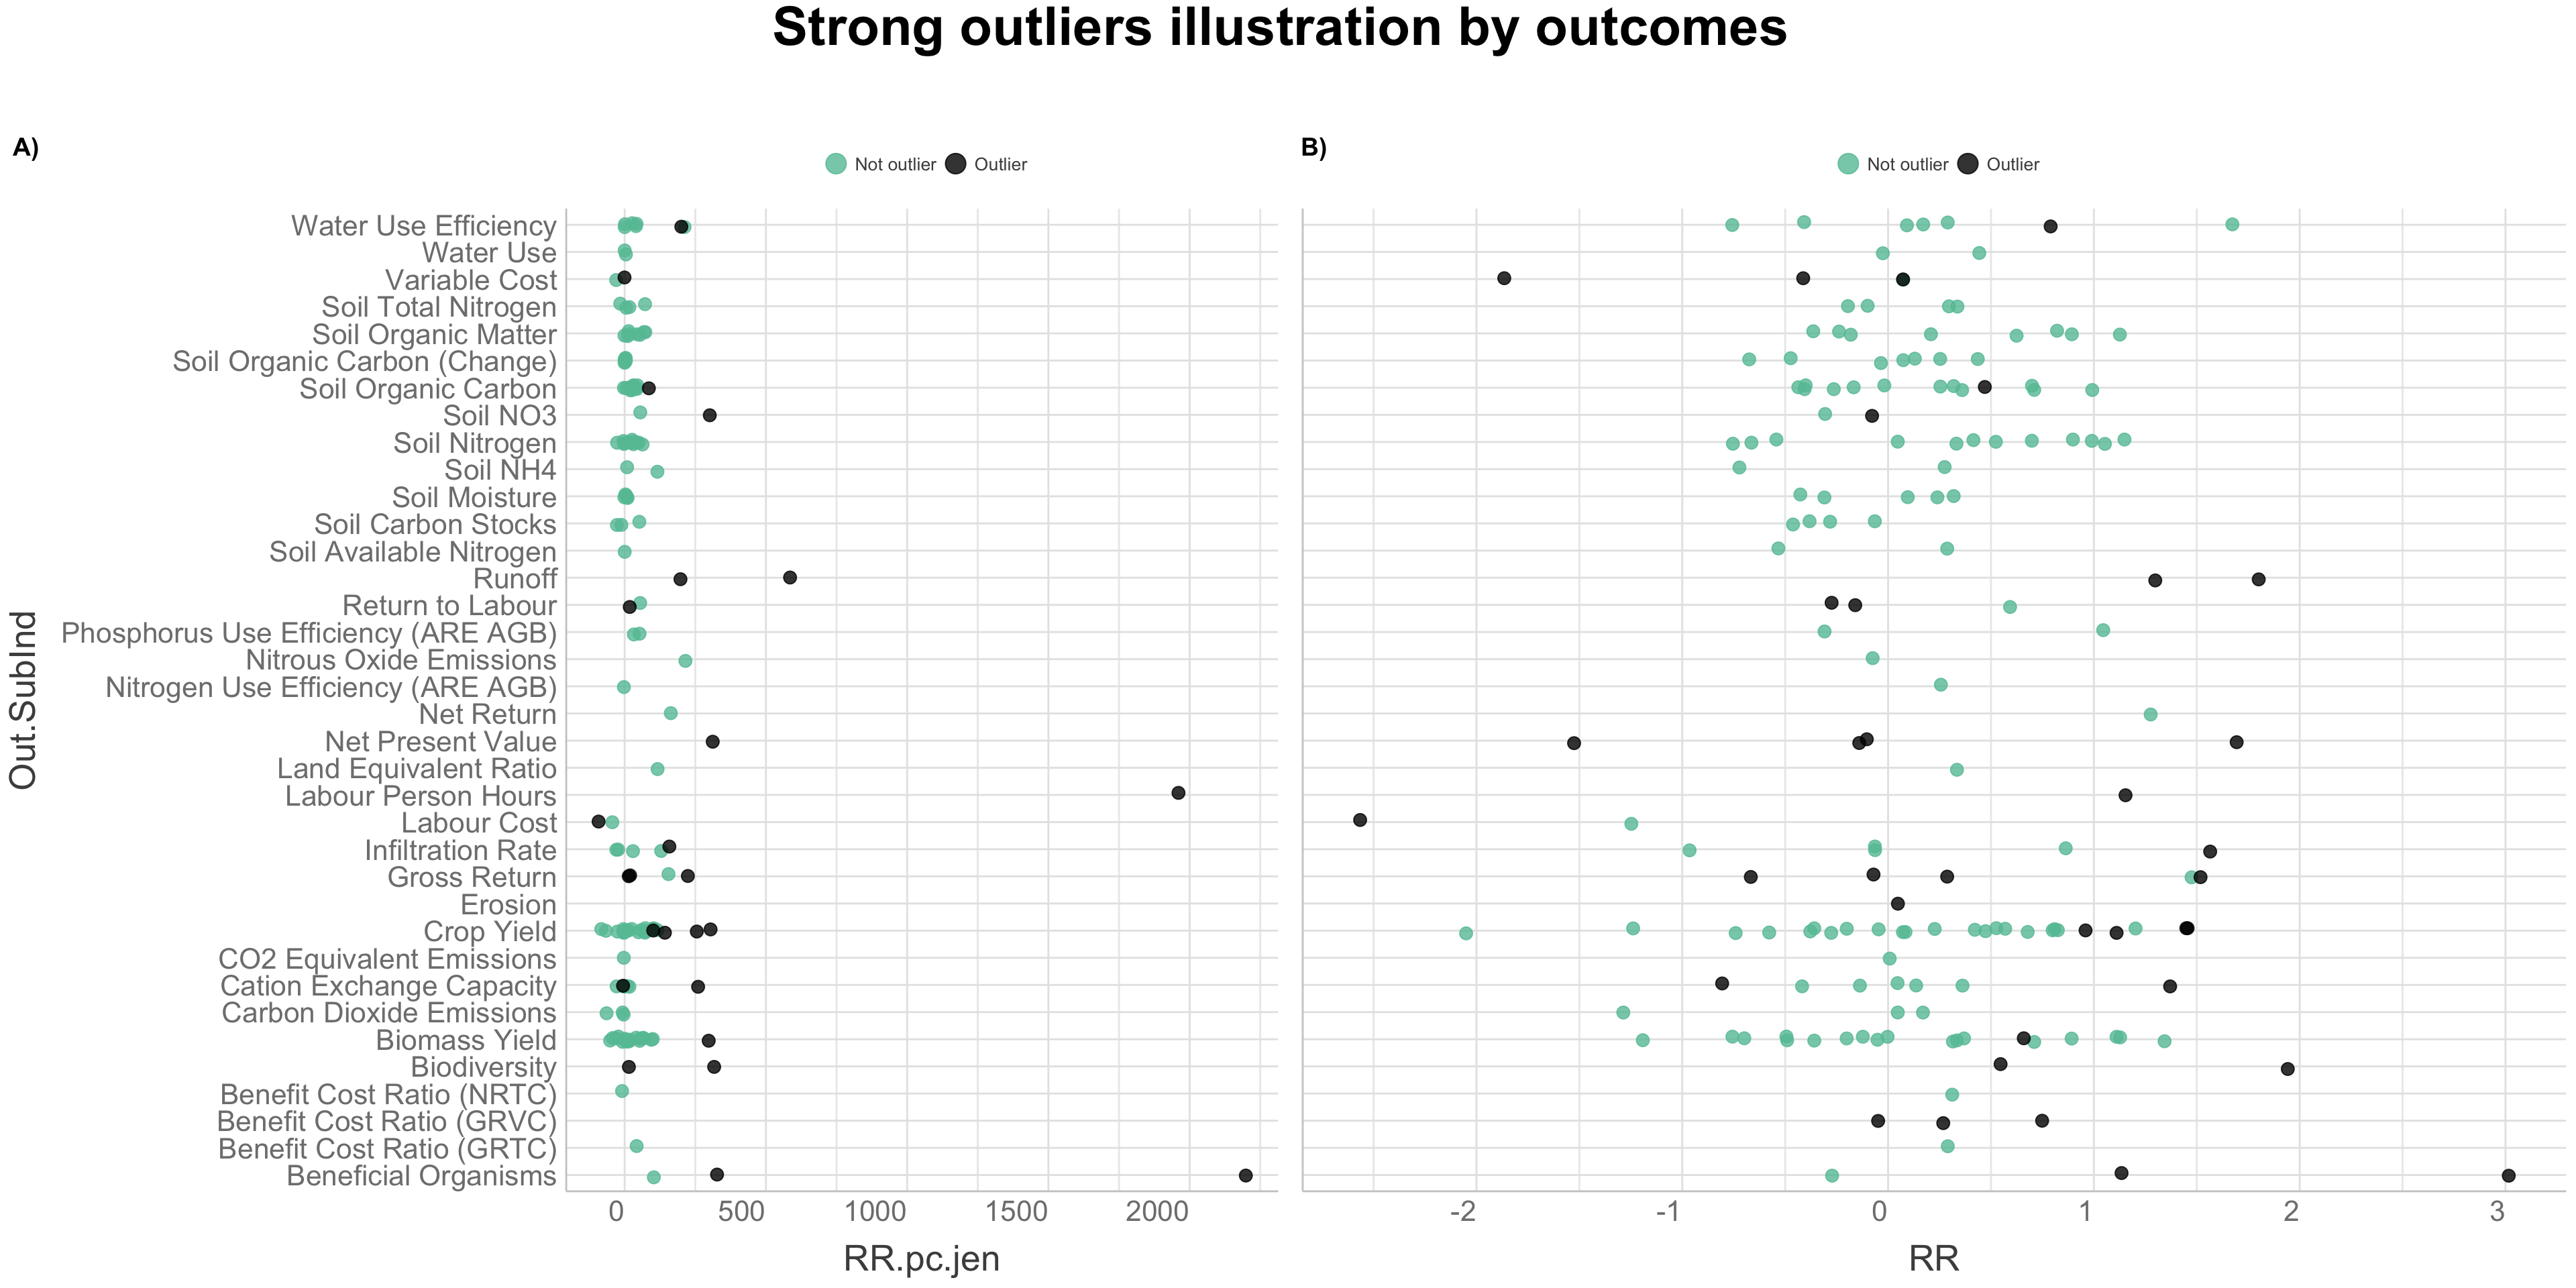 Strong outliers illustration by outcomes
A)
Not outlier
Outlier
B)
Not outlier
Outlier
Out.SubInd
Water Use Efficiency
Water Use
Variable Cost
Soil Total Nitrogen
Soil Organic Matter
Soil Organic Carbon (Change)
Soil Organic Carbon
Soil NO3
Soil Nitrogen
Soil NH4
Soil Moisture
Soil Carbon Stocks
Soil Available Nitrogen
Runoff
Return to Labour
Phosphorus Use Efficiency (ARE AGB)
Nitrous Oxide Emissions
Nitrogen Use Efficiency (ARE AGB)
Net Return
Net Present Value
Land Equivalent Ratio
Labour Person Hours
Labour Cost
Infiltration Rate
Gross Return
Erosion
Crop Yield
CO2 Equivalent Emissions
Cation Exchange Capacity
Carbon Dioxide Emissions
Biomass Yield
Biodiversity
Benefit Cost Ratio (NRTC)
Benefit Cost Ratio (GRVC)
Benefit Cost Ratio (GRTC)
Beneficial Organisms
0 500 1000 1500 2000
RR.pc.jen
-2 -1 0 1 2 3
RR